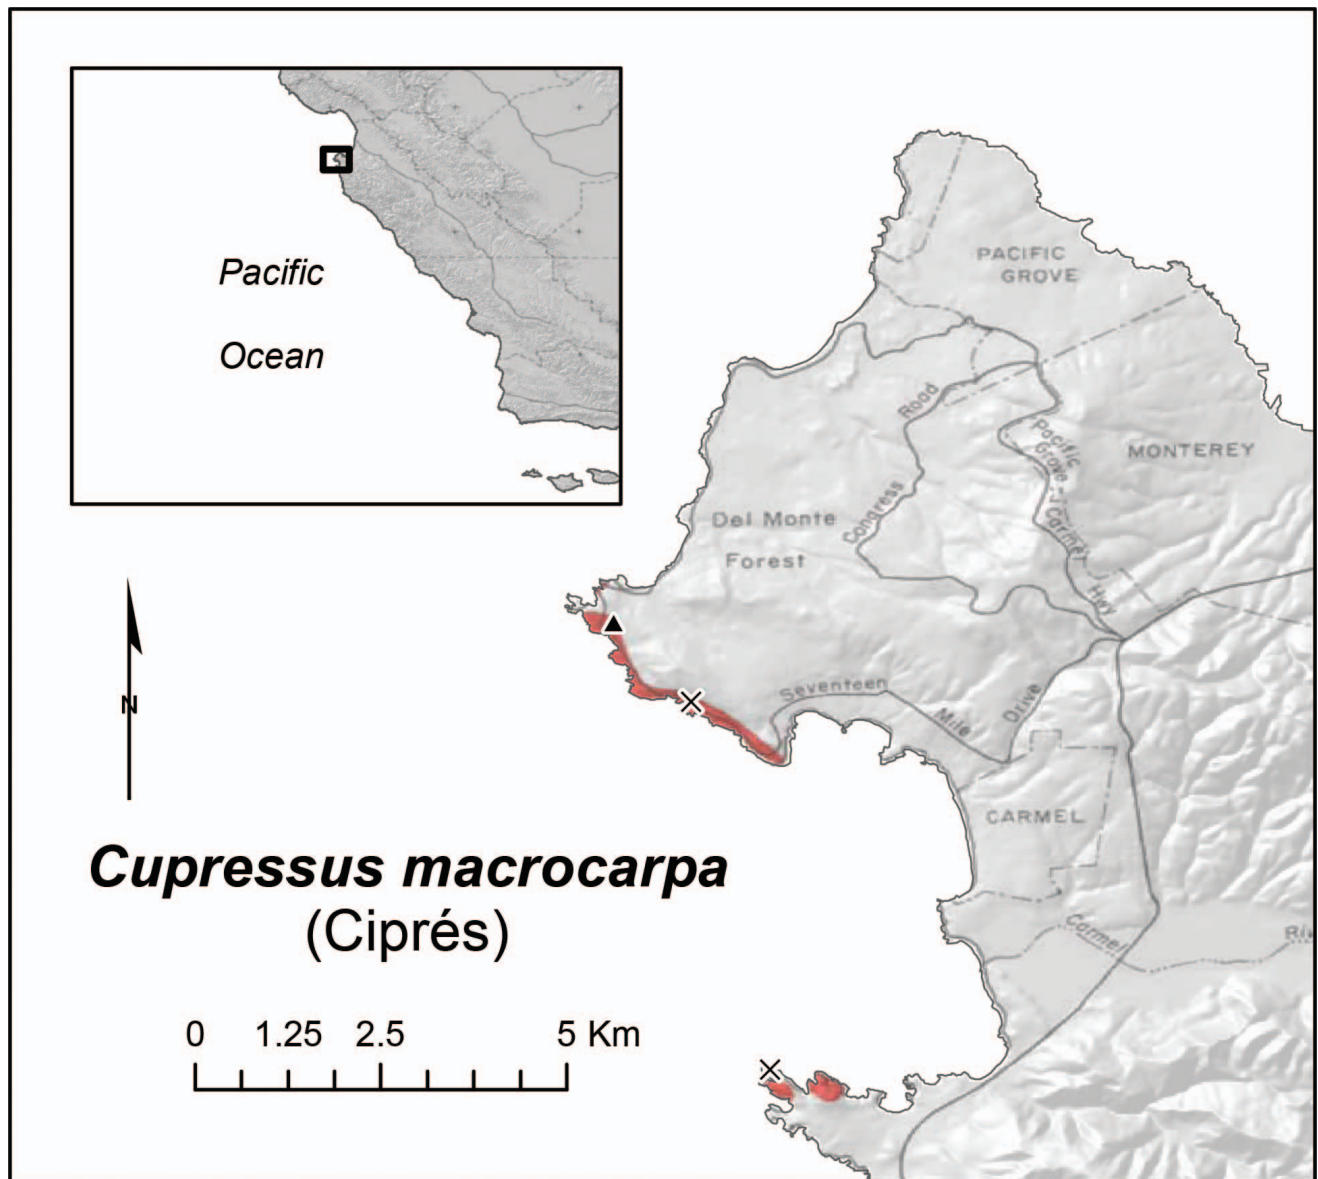 Pacific
Ocean
PACIFIC
GROVE
Road
Pacific
Grove-
Carmel
Hwy
MONTEREY
Congress
Del Monte
Forest
Seventeen
Mile
Drive
N
CARMEL
Cupressus macrocarpa
(Ciprés)
Carmel
Riv
0 1.25 2.5 5 Km